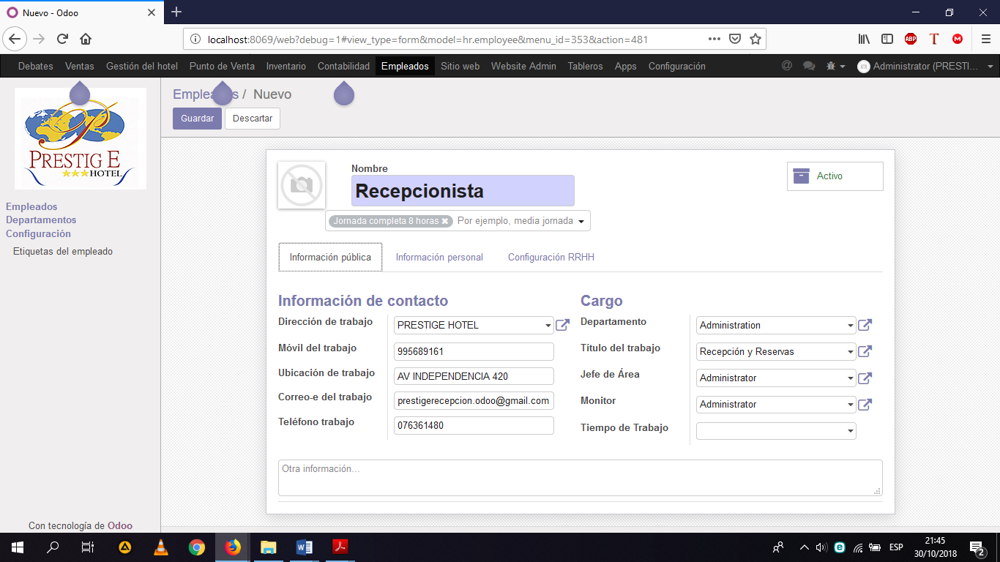 Nuevo - Odoo
localhost:8069/web?debug=1#view_type=form&model=hr.employee&menu_id=353&action=481
ABP T M
Debates Ventas Gestión del hotel Punto de Venta Inventario Contabilidad Empleados Sitio web Website Admin Tableros Apps Configuración @ Administrator (PRESTI...
PRESTIGE
HOTEL
Empleados
Departamentos
Configuración
Etiquetas del empleado
Con tecnología de Odoo
Empleados / Nuevo
Guardar Descartar
Nombre
Recepcionista
Activo
Jornada completa 8 horas ✖ Por ejemplo, media jornada
Información pública Información personal Configuración RRHH
Información de contacto
Dirección de trabajo PRESTIGE HOTEL
Móvil del trabajo 995689161
Ubicación de trabajo AV INDEPENDENCIA 420
Correo-e del trabajo prestigerecepcion.odoo@gmail.com
Teléfono trabajo 076361480
Cargo
Departamento Administration
Título del trabajo Recepción y Reservas
Jefe de Área Administrator
Monitor Administrator
Tiempo de Trabajo
Otra información...
ESP
21:45
30/10/2018
2